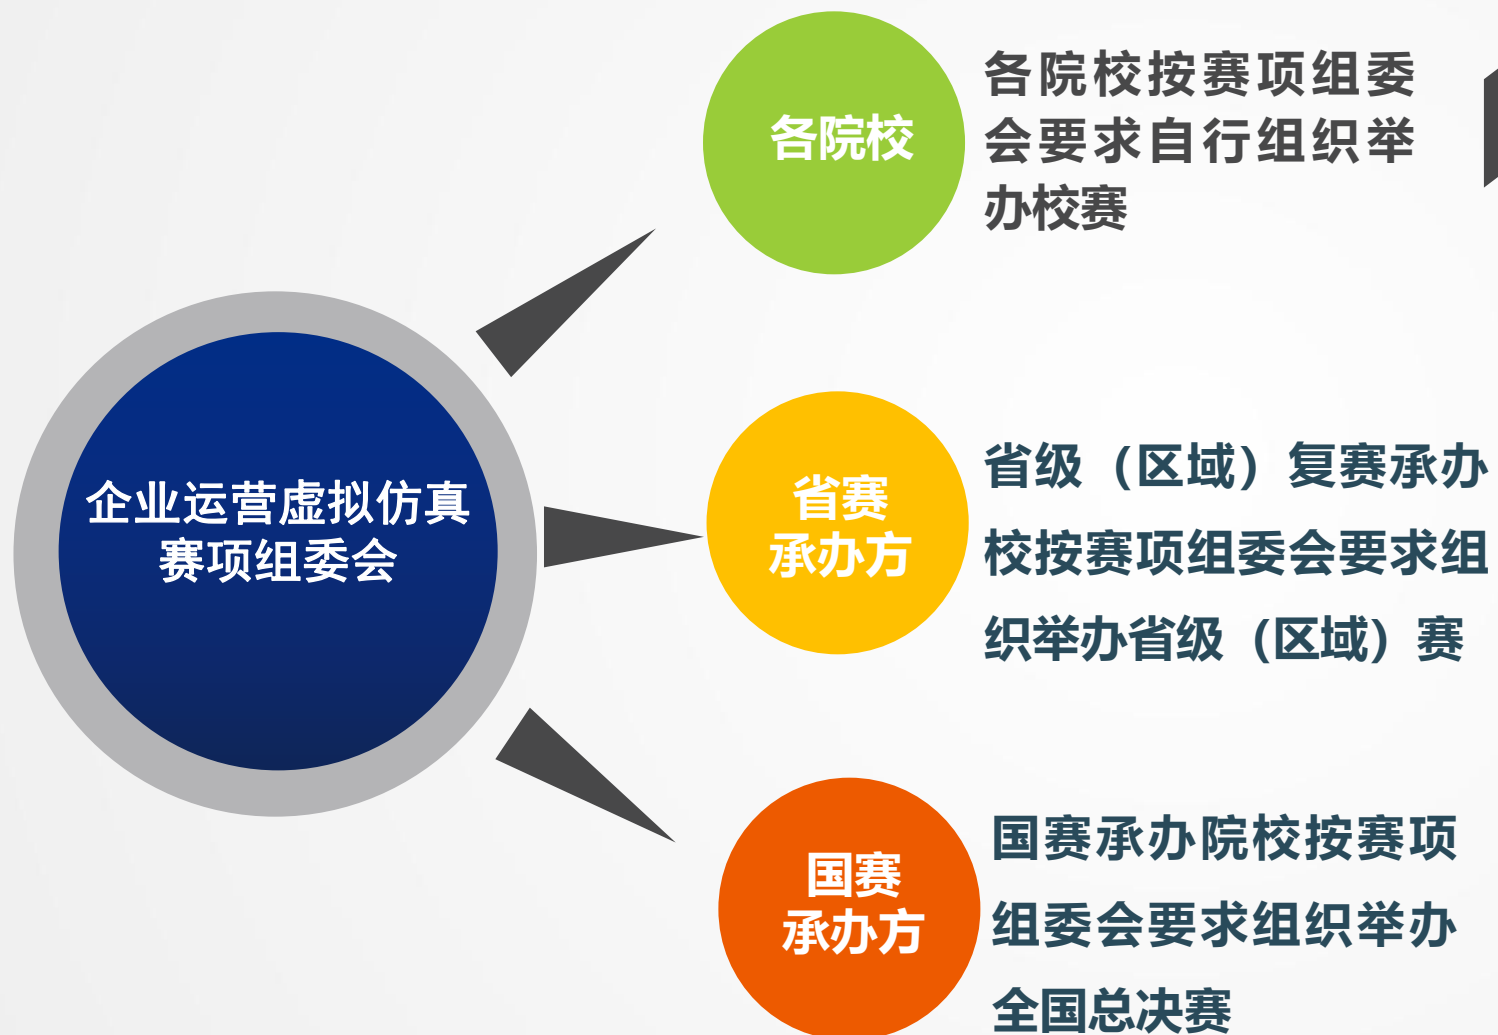 企业运营虚拟仿真
赛项组委会
各院校
各院校按赛项组委
会要求自行组织举
办校赛
省赛
承办方
省级（区域）复赛承办
校按赛项组委会要求组
织举办省级（区域）赛
国赛
承办方
国赛承办院校按赛项
组委会要求组织举办
全国总决赛